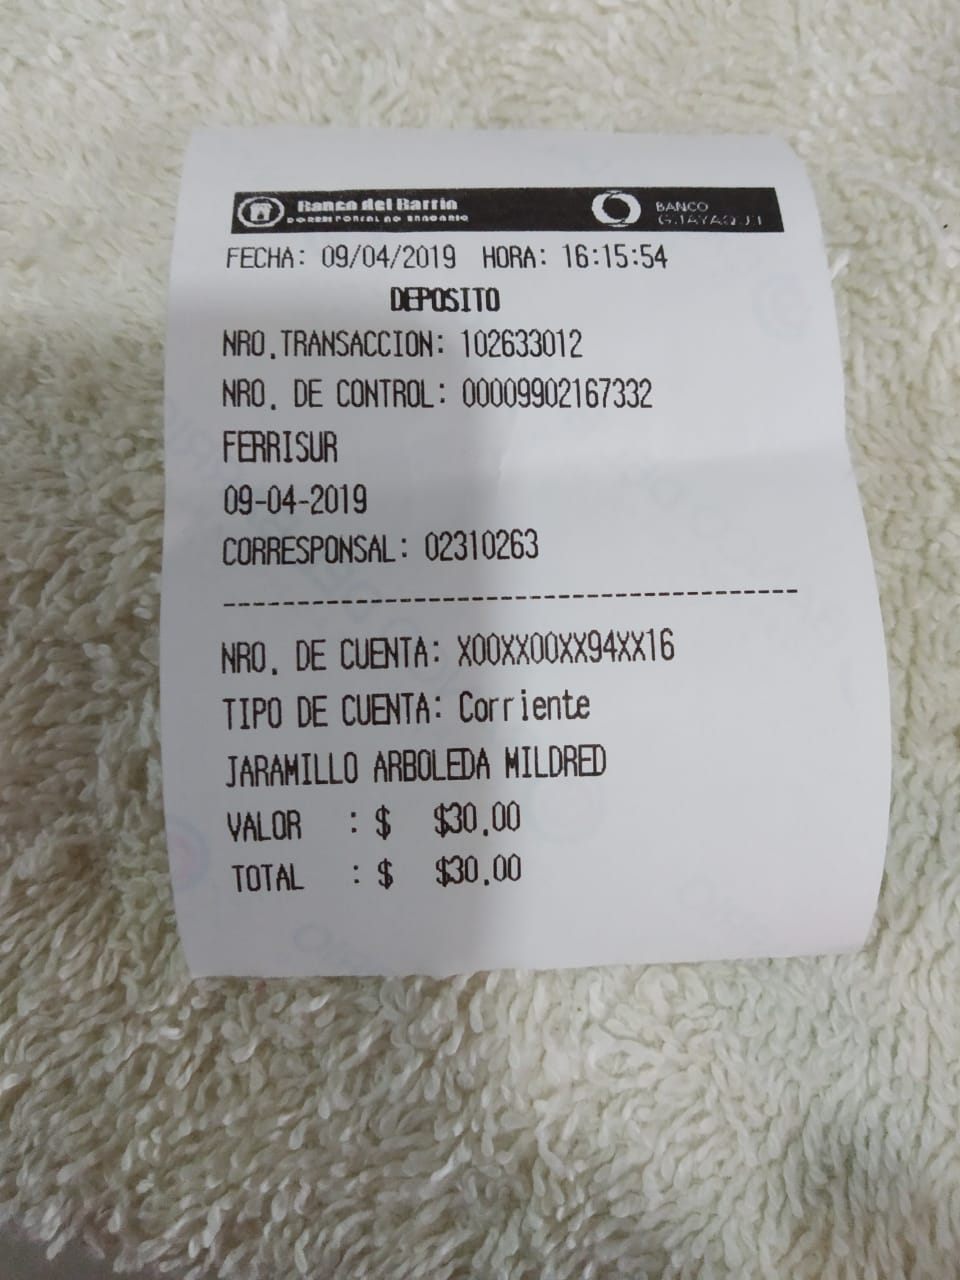 Banco del Barrio
CORRESPONSAL NO BANCARIO
BANCO
GUAYAQUIL
FECHA: 09/04/2019 HORA: 16:15:54
DEPOSITO
NRO.TRANSACCION: 102633012
NRO. DE CONTROL: 00009902167332
FERRISUR
09-04-2019
CORRESPONSAL: 02310263
----------------------------------------
NRO. DE CUENTA: X00XX00XX94XX16
TIPO DE CUENTA: Corriente
JARAMILLO ARBOLEDA MILDRED
VALOR : $ $30.00
TOTAL : $ $30.00